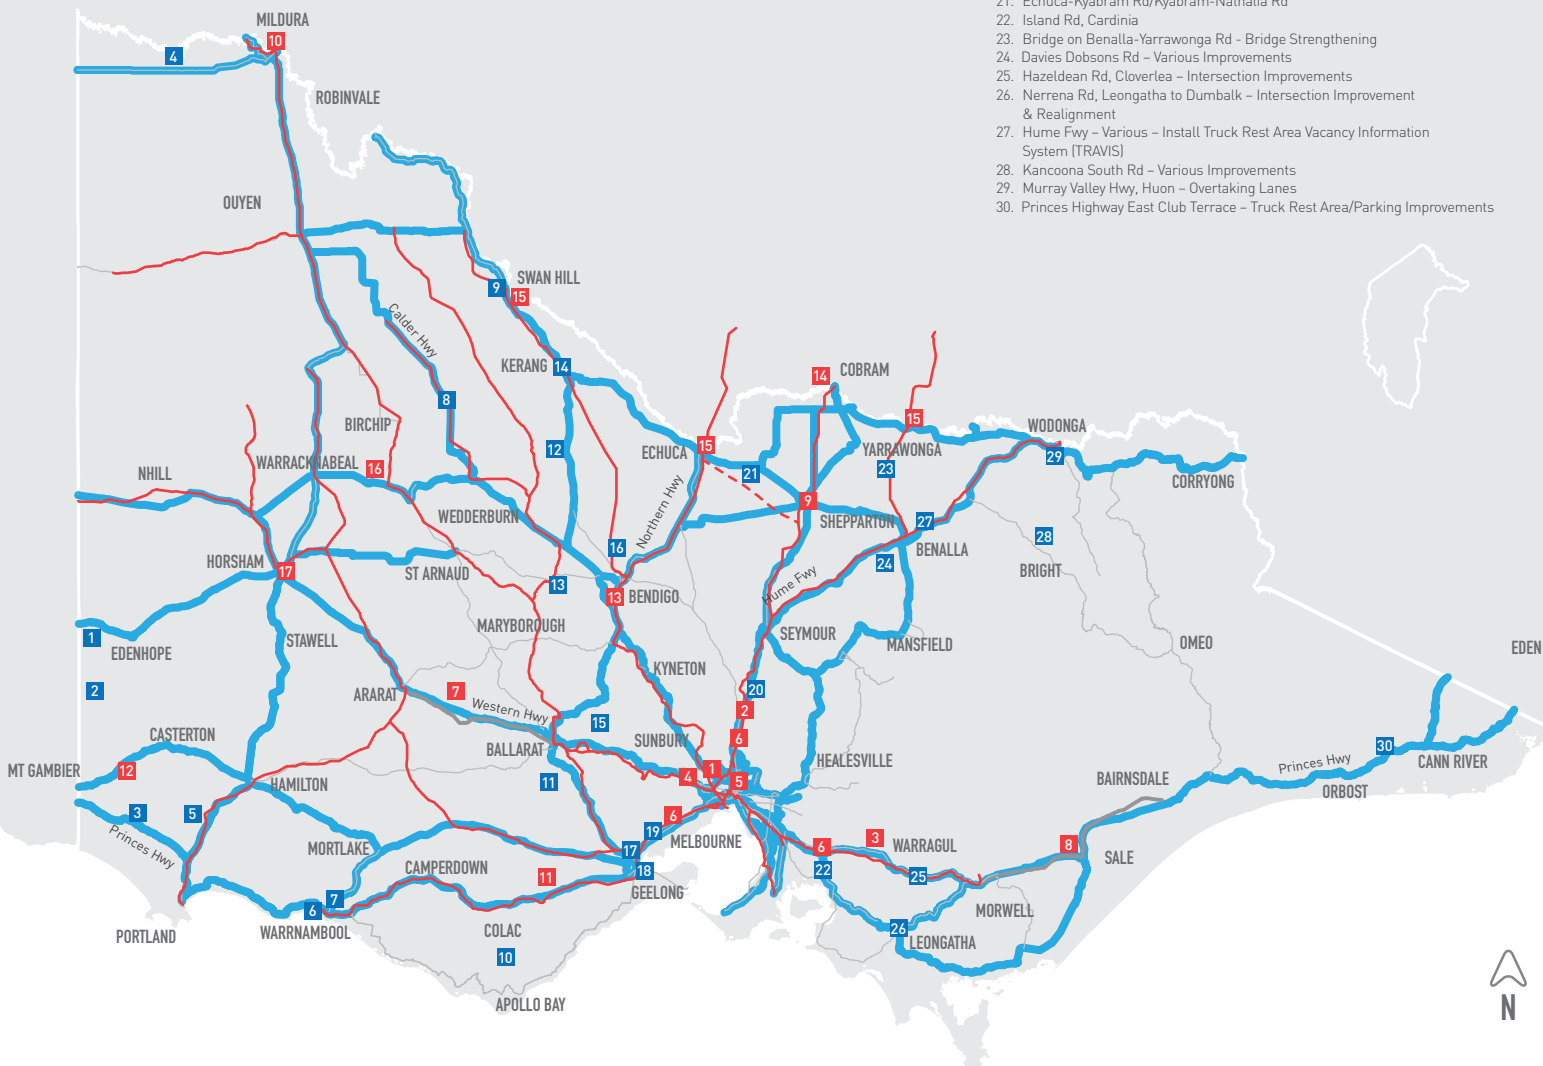 21. Echuca-Kyabram Rd/Kyabram-Nathalia Rd
22. Island Rd, Cardinia
23. Bridge on Benalla-Yarrawonga Rd - Bridge Strengthening
24. Davies Dobsons Rd – Various Improvements
25. Hazeldean Rd, Cloverlea – Intersection Improvements
26. Nerrena Rd, Leongatha to Dumbalk – Intersection Improvement
& Realignment
27. Hume Fwy – Various – Install Truck Rest Area Vacancy Information
System (TRAVIS)
28. Kancoona South Rd – Various Improvements
29. Murray Valley Hwy, Huon – Overtaking Lanes
30. Princes Highway East Club Terrace – Truck Rest Area/Parking Improvements
MILDURA
10
4
ROBINVALE
OUYEN
SWAN HILL
9
15
Calder Hwy
KERANG
14
14
COBRAM
8
BIRCHIP
15
WODONGA
ECHUCA
15
12
YARRAWONGA
29
WARRACKNABEAL
16
NHILL
21
23
CORRYONG
Northern Hwy
9
WEDDERBURN
SHEPPARTON
27
28
16
BENALLA
HORSHAM
17
ST ARNAUD
24
BRIGHT
13
Hume Fwy
13
BENDIGO
MARYBOROUGH
1
SEYMOUR
STAWELL
MANSFIELD
OMEO
EDEN
EDENHOPE
KYNETON
2
ARARAT
7
20
Western Hwy
2
15
CASTERTON
BALLARAT
SUNBURY
6
30
MT GAMBIER
12
4
1
5
HEALESVILLE
Princes Hwy
CANN RIVER
HAMILTON
11
BAIRNSDALE
ORBOST
3
5
6
19
Princes Hwy
MORTLAKE
17
MELBOURNE
6
3
WARRAGUL
8
SALE
CAMPERDOWN
11
18
22
25
GEELONG
7
6
MORWELL
PORTLAND
WARRNAMBOOL
COLAC
26
LEONGATHA
10
APOLLO BAY
N